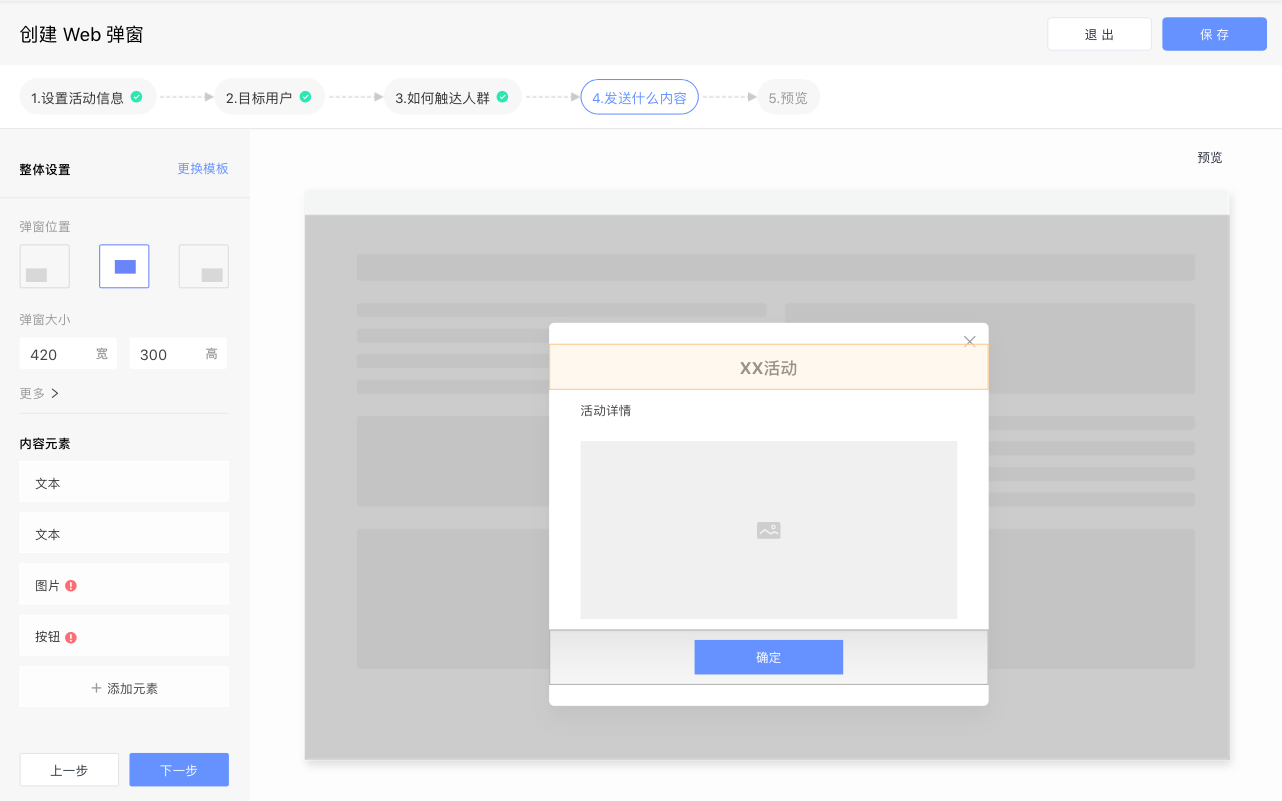 创建 Web 弹窗
退 出
保 存
1.设置活动信息
2.目标用户
3.如何触达人群
4.发送什么内容
5.预览
整体设置
更换模板
预览
弹窗位置
弹窗大小
420 宽
300 高
更多
内容元素
文本
文本
图片
按钮
添加元素
上一步
下一步
XX活动
活动详情
确定